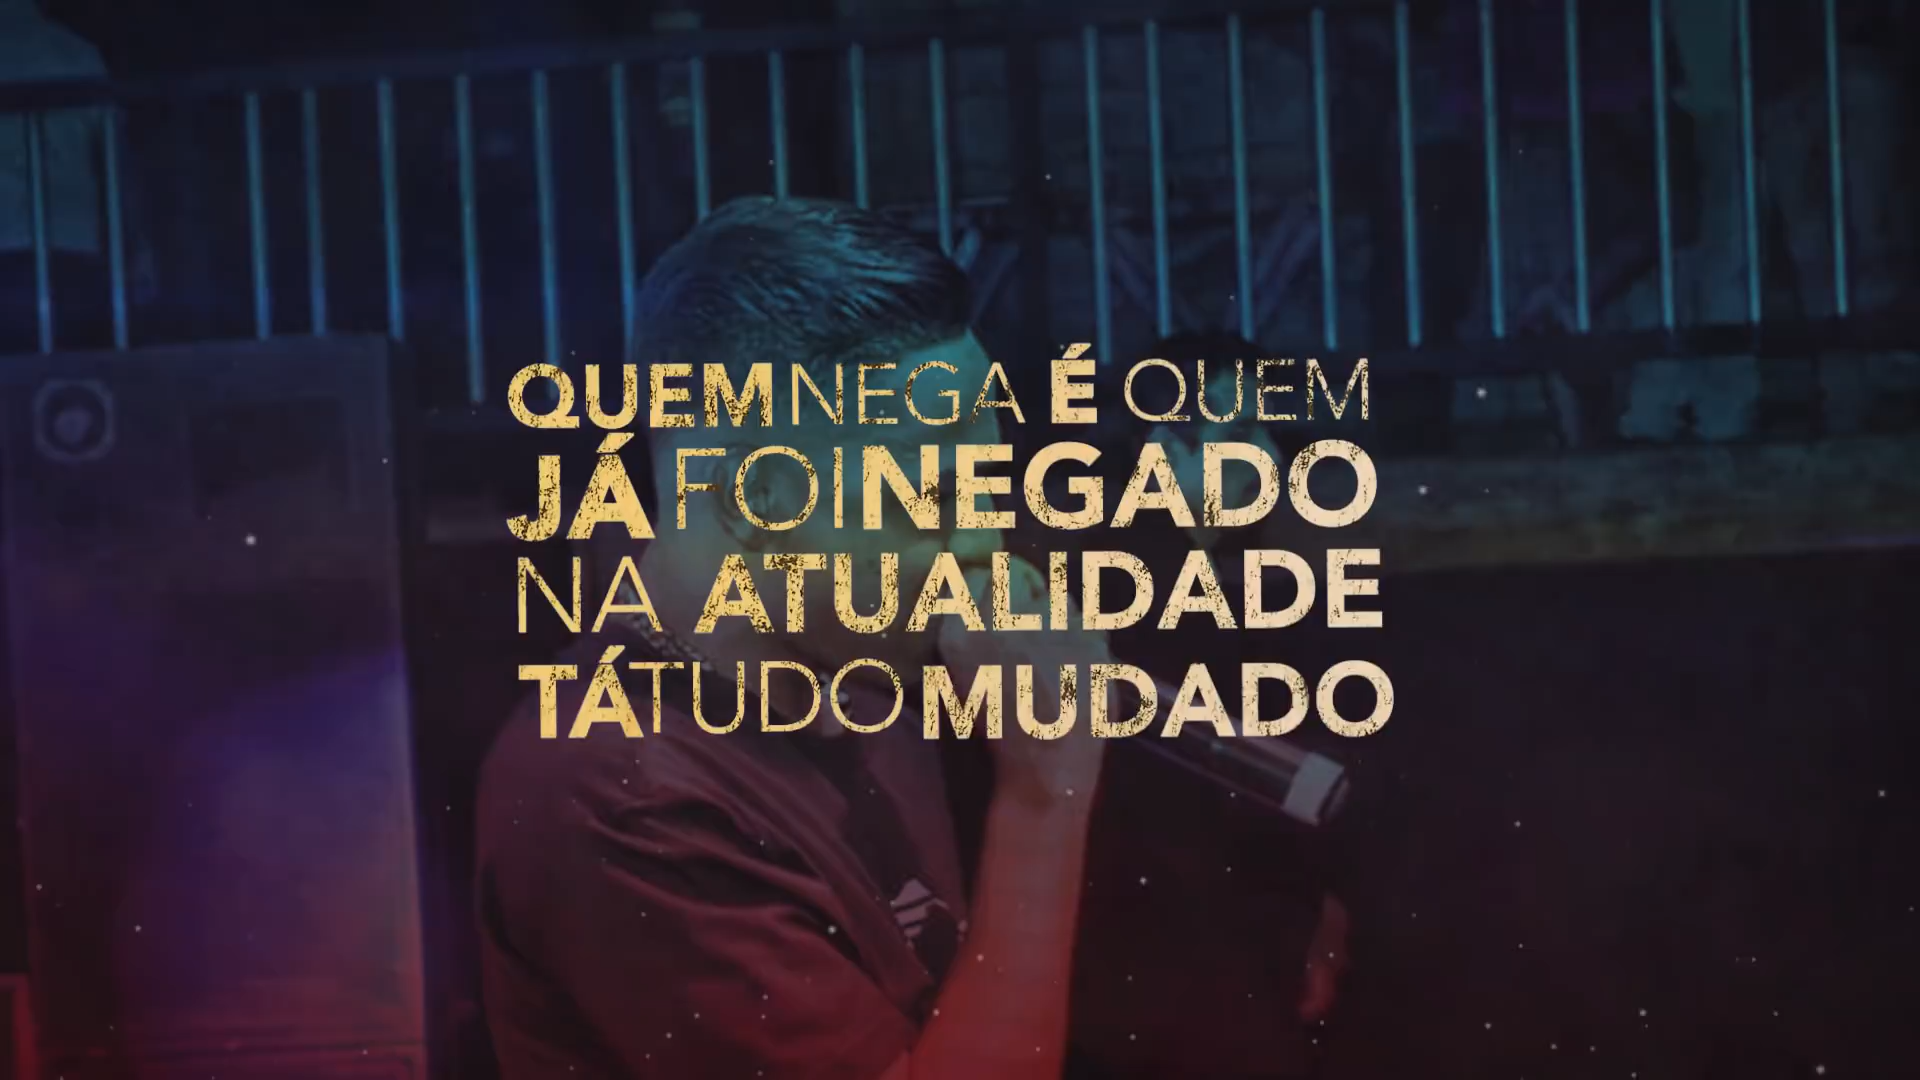 QUEM NEGA É QUEM
JÁ FOI NEGADO
NA ATUALIDADE
TÁ TUDO MUDADO